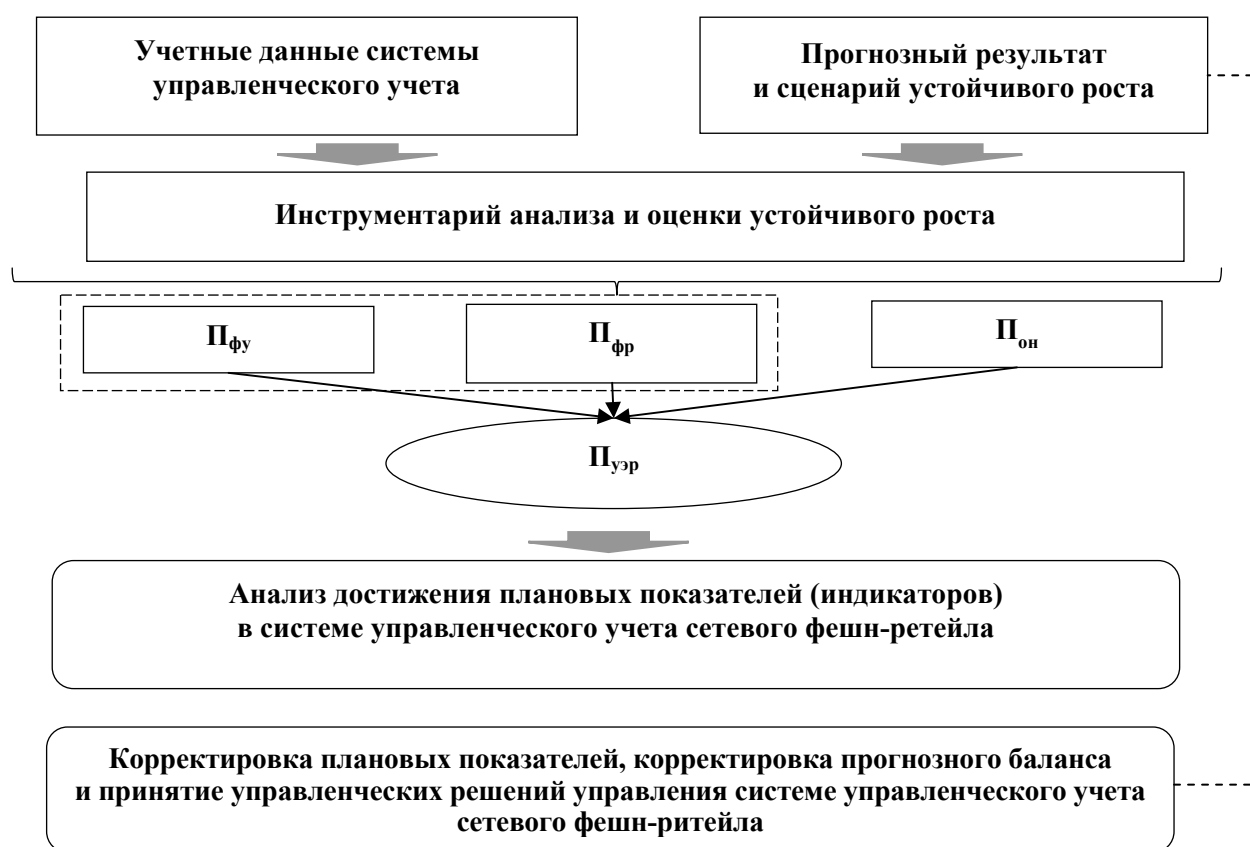 Учетные данные системы
управленческого учета
Прогнозный результат
и сценарий устойчивого роста
Инструментарий анализа и оценки устойчивого роста
Пфу
Пфр
Пон
Пуэр
Анализ достижения плановых показателей (индикаторов)
в системе управленческого учета сетевого фешн-ретейла
Корректировка плановых показателей, корректировка прогнозного баланса
и принятие управленческих решений управления системе управленческого учета
сетевого фешн-ритейла